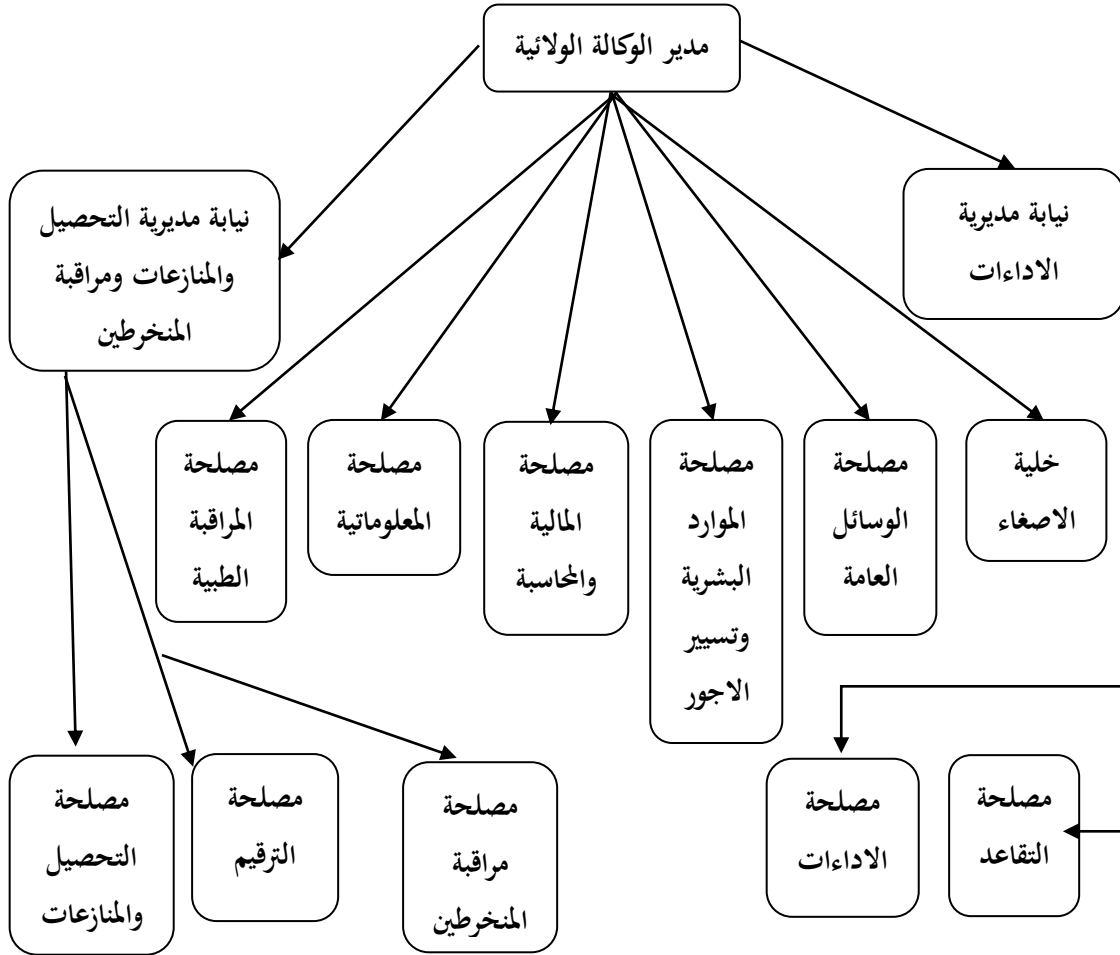 مدير الوكالة الولائية
نيابة مديرية
الاداءات
نيابة مديرية التحصيل
والمنازعات ومراقبة
المنخرطين
خلية
الاصغاء
مصلحة
الوسائل
العامة
مصلحة
الموارد
البشرية
وتسيير
الاجور
مصلحة
المالية
والمحاسبة
مصلحة
المعلوماتية
مصلحة
المراقبة
الطبية
مصلحة
التقاعد
مصلحة
الاداءات
مصلحة
مراقبة
المنخرطين
مصلحة
الترقيم
مصلحة
التحصيل
والمنازعات